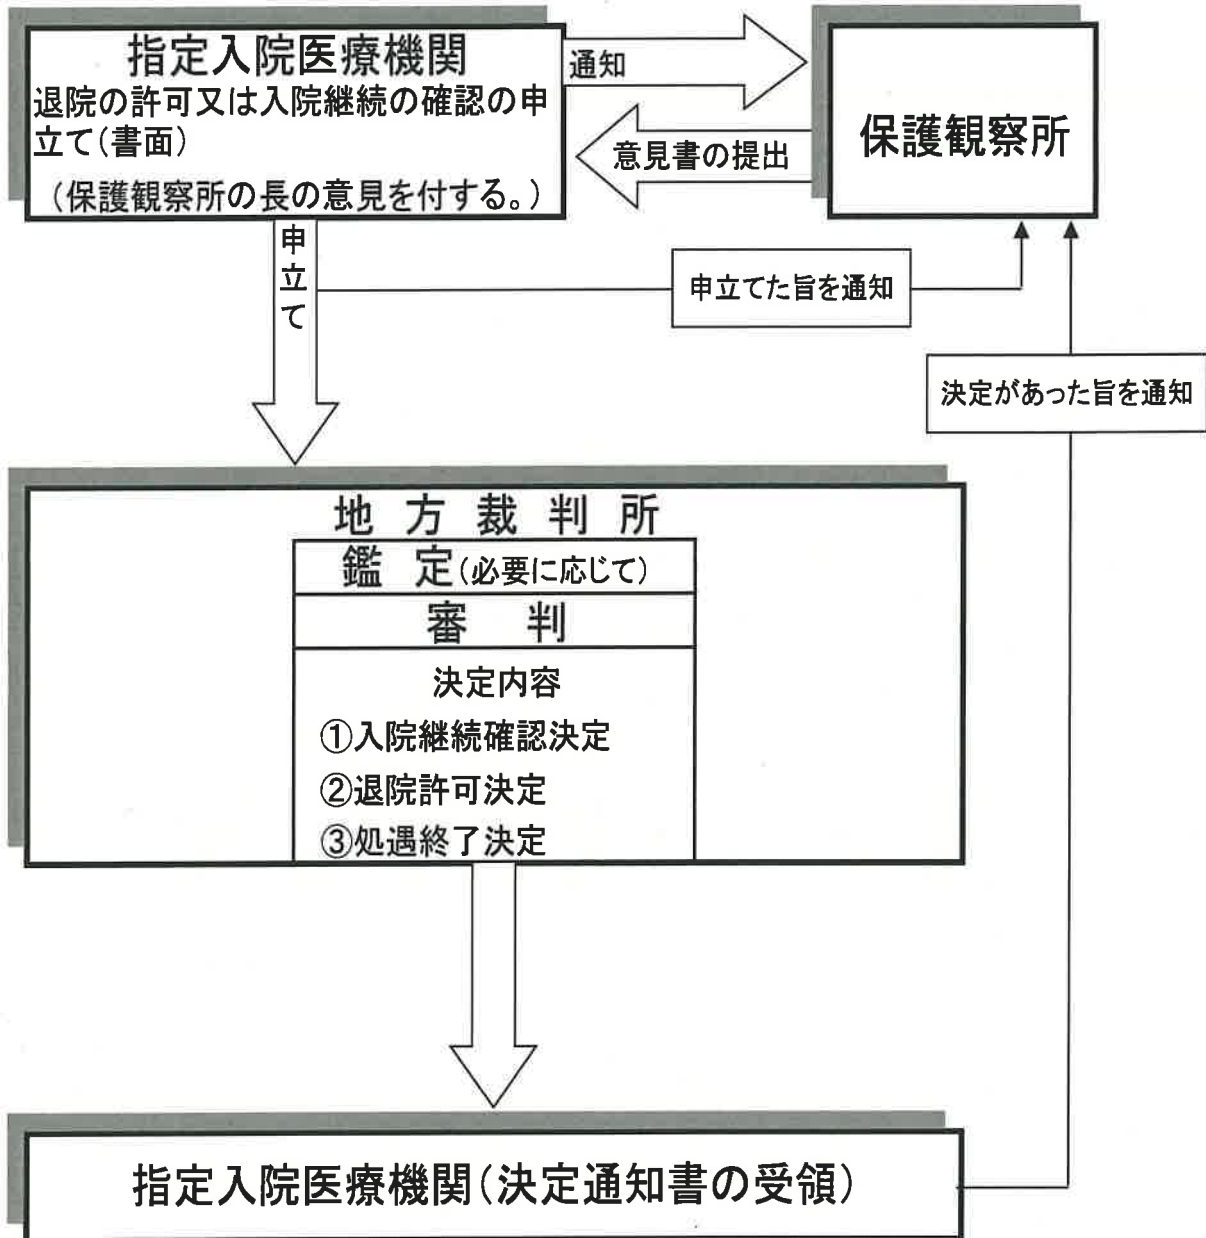 指定入院医療機関
退院の許可又は入院継続の確認の申
立て(書面)
(保護観察所の長の意見を付する。)
通知
意見書の提出
保護観察所
申立て
申立てた旨を通知
決定があった旨を通知
地方裁判所
鑑定(必要に応じて)
審判
決定内容
①入院継続確認決定
②退院許可決定
③処遇終了決定
指定入院医療機関(決定通知書の受領)